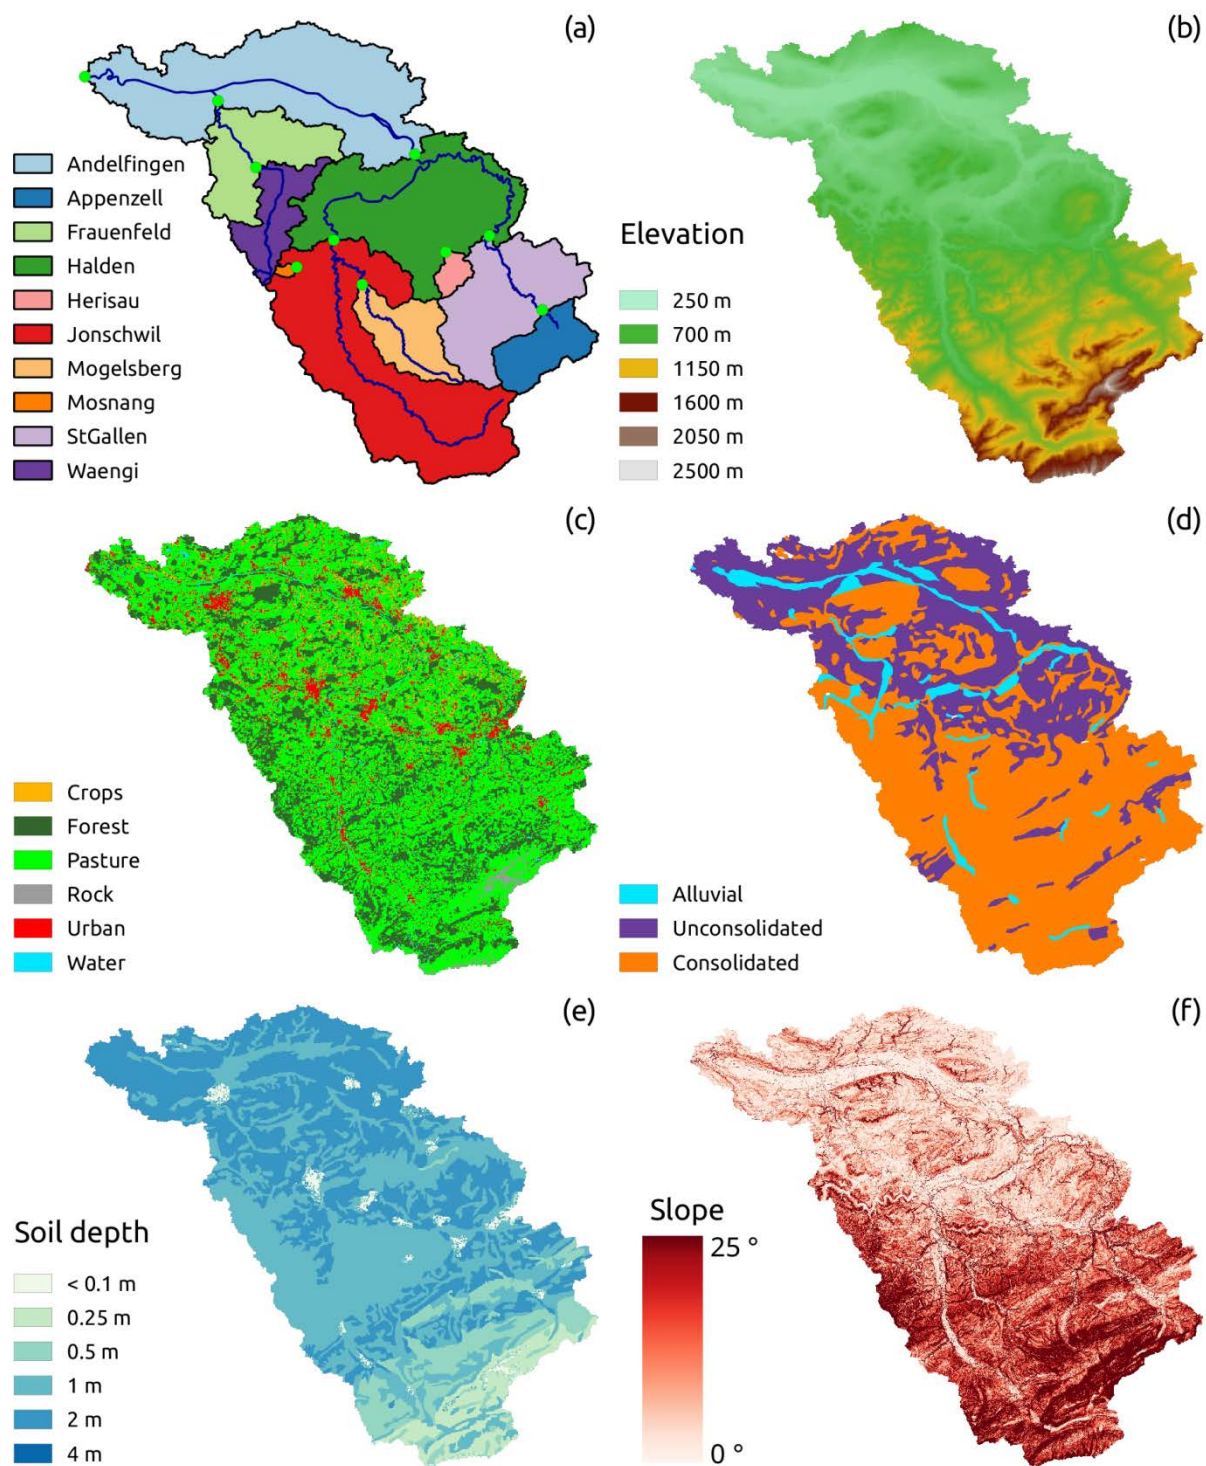 (a)
Andelfingen
Appenzell
Frauenfeld
Halden
Herisau
Jonschwil
Mogelsberg
Mosnang
StGallen
Waengi
(b)
Elevation
250 m
700 m
1150 m
1600 m
2050 m
2500 m
(c)
Crops
Forest
Pasture
Rock
Urban
Water
(d)
Alluvial
Unconsolidated
Consolidated
(e)
Soil depth
< 0.1 m
0.25 m
0.5 m
1 m
2 m
4 m
(f)
Slope
25 °
0 °